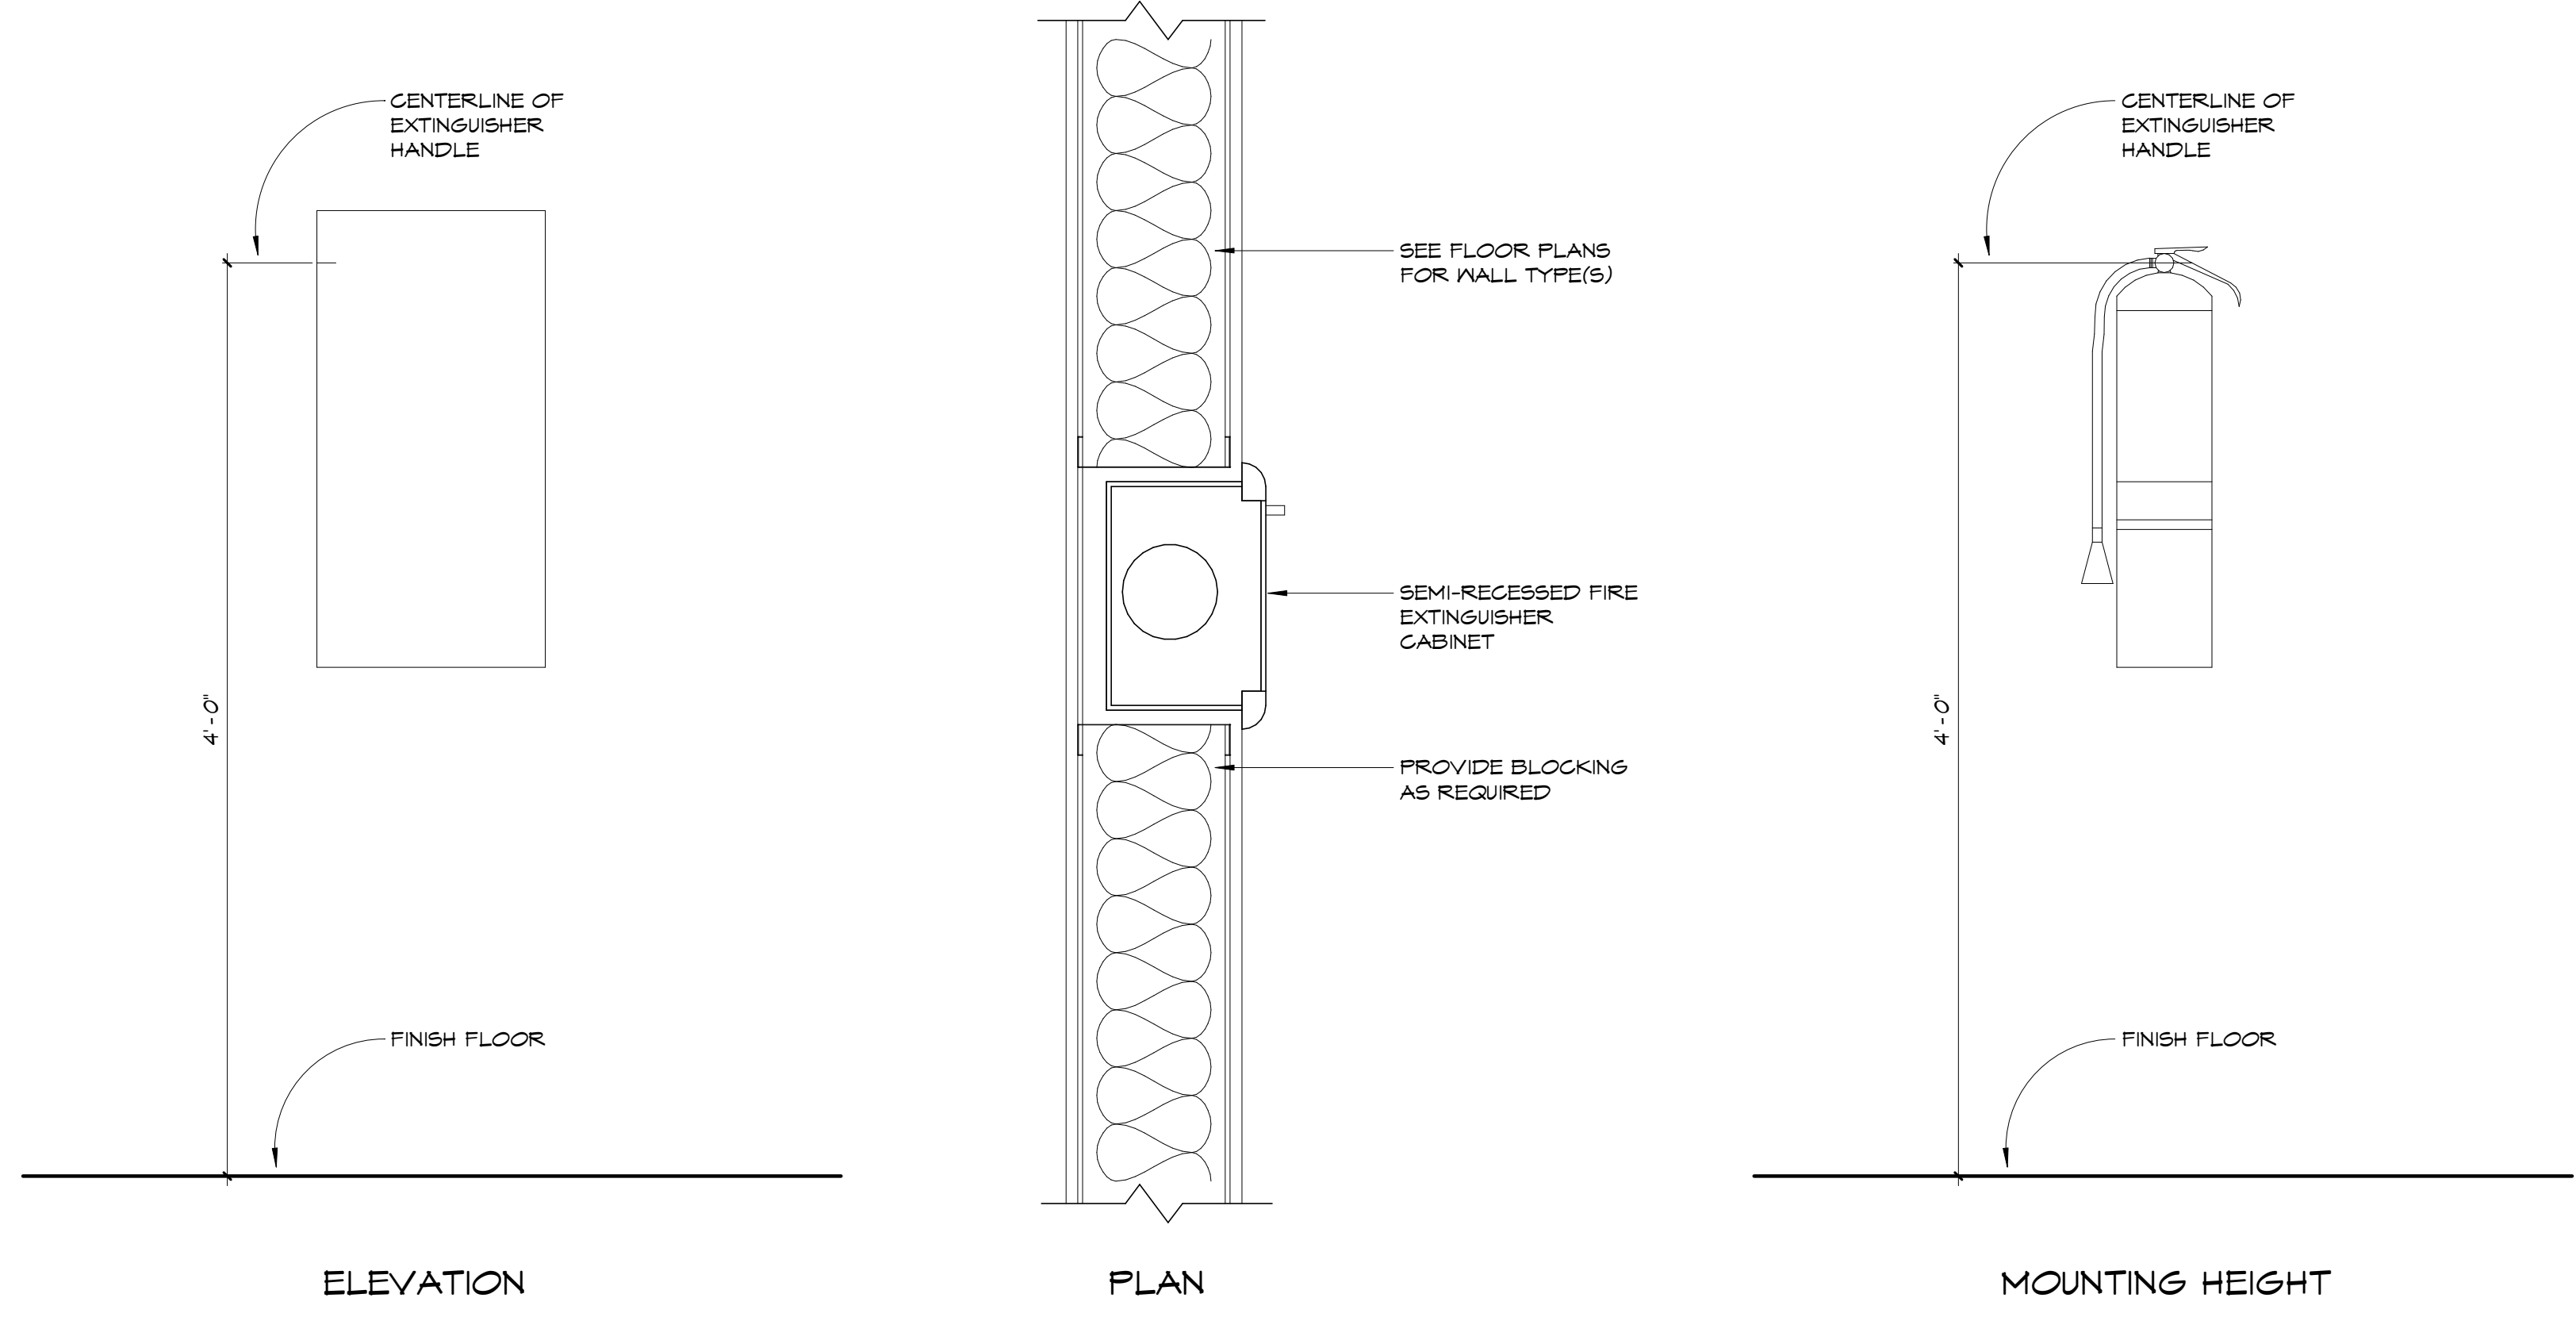 CENTERLINE OF
EXTINGUISHER
HANDLE
4'-0"
FINISH FLOOR
ELEVATION
SEE FLOOR PLANS
FOR WALL TYPE(S)
SEMI-RECESSED FIRE
EXTINGUISHER
CABINET
PROVIDE BLOCKING
AS REQUIRED
PLAN
CENTERLINE OF
EXTINGUISHER
HANDLE
4'-0"
FINISH FLOOR
MOUNTING HEIGHT